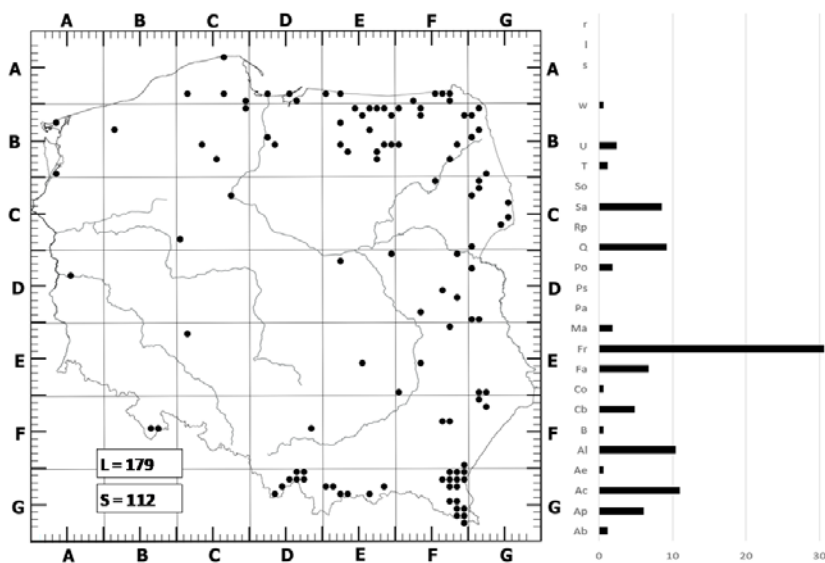 A B C D E F G
A
B
C
D
E
F
G
L = 179
S = 112
A B C D E F G
A
B
C
D
E
F
G
r
l
s
w
U
T
So
Sa
Rp
Q
Po
Ps
Pa
Ma
Fr
Fa
Co
Cb
B
Al
Ae
Ac
Ap
Ab
0 10 20 30